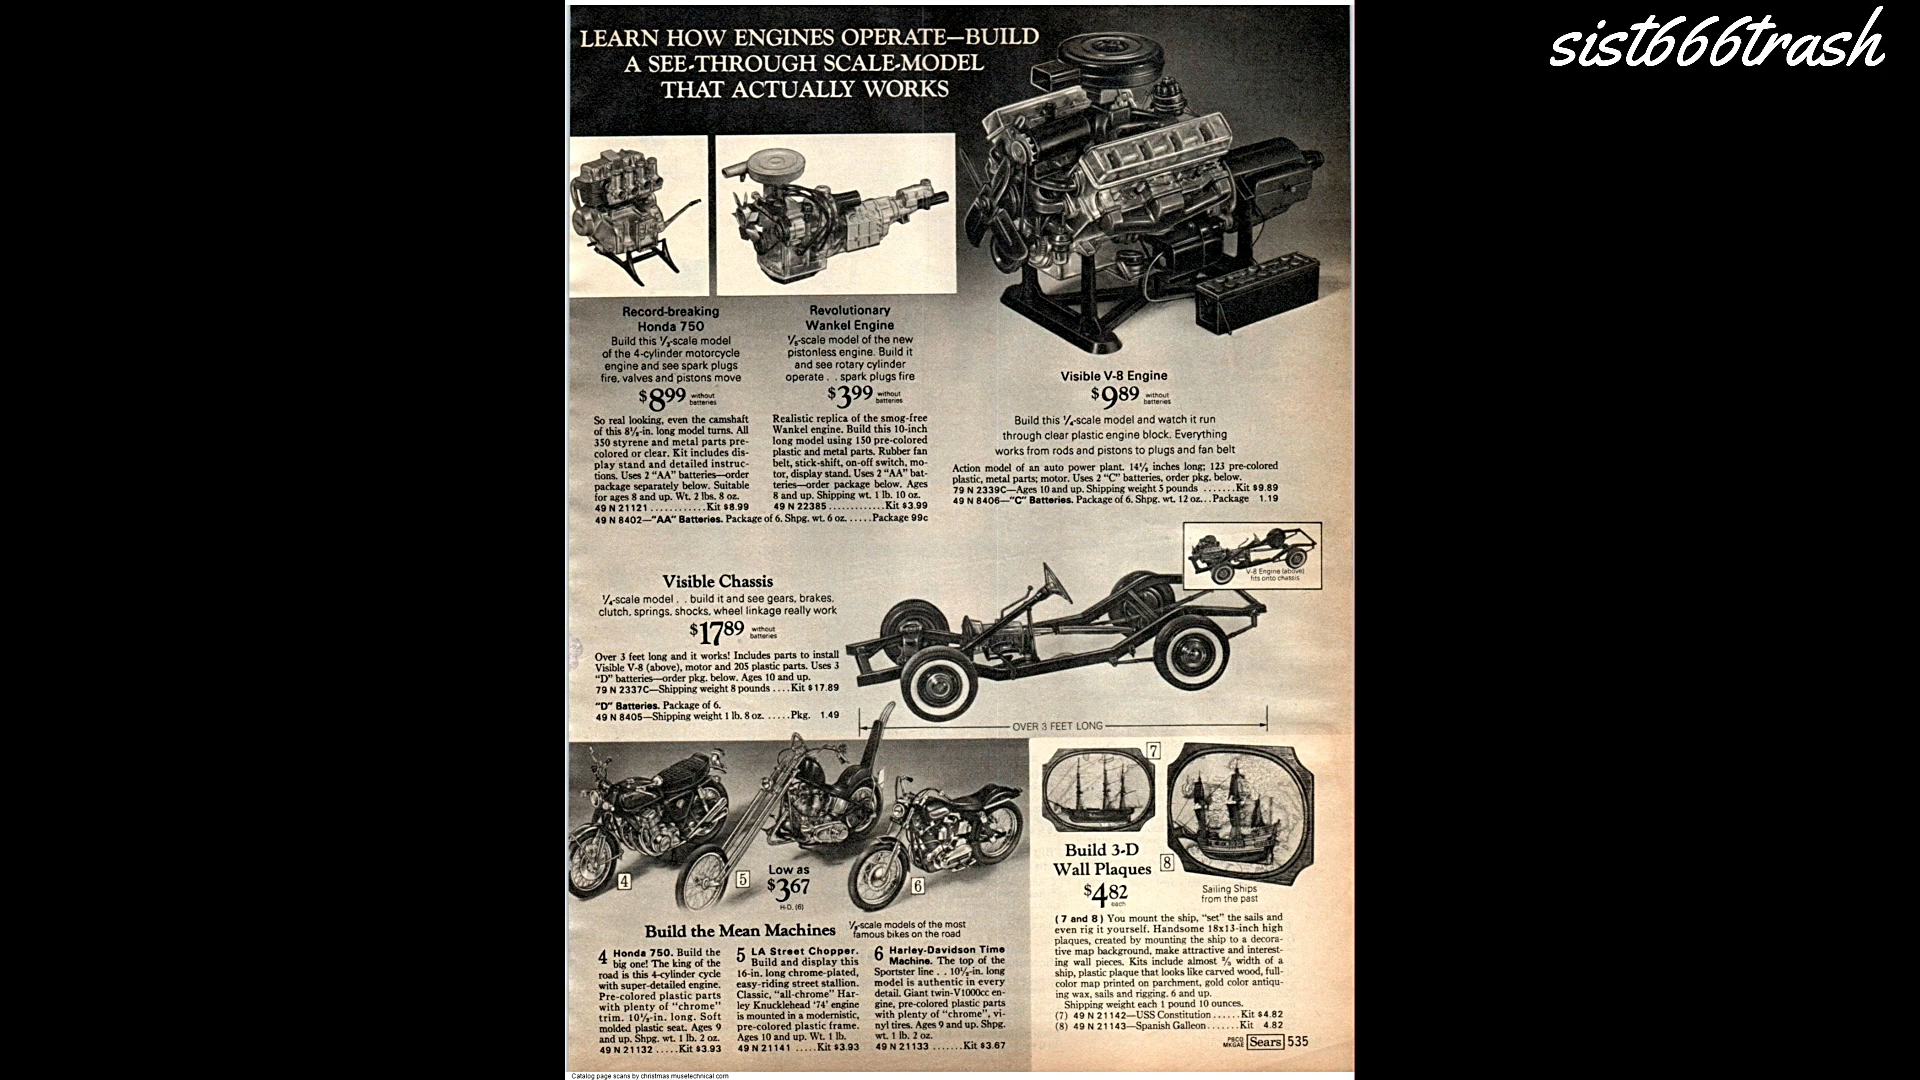 sist666trash
LEARN HOW ENGINES OPERATE—BUILD
A SEE-THROUGH SCALE-MODEL
THAT ACTUALLY WORKS
Record-breaking
Honda 750
Build this ⅓-scale model
of the 4-cylinder motorcycle
engine and see spark plugs
fire, valves and pistons move
$8.99 without
batteries
So real looking, even the camshaft
of this 8½-in. long model turns. All
350 styrene and metal parts pre-
colored or clear. Kit includes dis-
play stand and detailed instruc-
tions. Uses 2 "AA" batteries—order
package separately below. Suitable
for ages 8 and up. Wt. 2 lbs. 8 oz.
49 N 21121 ............Kit $8.99
49 N 8402—"AA" Batteries. Package of 6. Shpg. wt. 6 oz. .....Package 99c
Revolutionary
Wankel Engine
⅕-scale model of the new
pistonless engine. Build it
and see rotary cylinder
operate . . spark plugs fire
$3.99 without
batteries
Realistic replica of the smog-free
Wankel engine. Build this 10-inch
long model using 150 pre-colored
plastic and metal parts. Rubber fan
belt, stick-shift, on-off switch, mo-
tor, display stand. Uses 2 "AA" bat-
teries—order package below. Ages
8 and up. Shipping wt. 1 lb. 10 oz.
49 N 22385 ............Kit $3.99
Visible V-8 Engine
$9.89 without
batteries
Build this ¼-scale model and watch it run
through clear plastic engine block. Everything
works from rods and pistons to plugs and fan belt
Action model of an auto power plant. 14½ inches long; 123 pre-colored
plastic, metal parts; motor. Uses 2 "C" batteries, order pkg. below.
79 N 2339C—Ages 10 and up. Shipping weight 5 pounds .......Kit $9.89
49 N 8406—"C" Batteries. Package of 6. Shpg. wt. 12 oz...Package 1.19
V-8 Engine (above)
fits onto chassis
Visible Chassis
¼-scale model . . build it and see gears, brakes,
clutch, springs, shocks, wheel linkage really work
$17.89 without
batteries
Over 3 feet long and it works! Includes parts to install
Visible V-8 (above), motor and 205 plastic parts. Uses 3
"D" batteries—order pkg. below. Ages 10 and up.
79 N 2337C—Shipping weight 8 pounds ....Kit $17.89
"D" Batteries. Package of 6.
49 N 8405—Shipping weight 1 lb. 8 oz. .....Pkg. 1.49
OVER 3 FEET LONG
4
5
6
Low as
$3.67
H-D. (6)
Build the Mean Machines
⅛-scale models of the most
famous bikes on the road
4 Honda 750. Build the
big one! The king of the
road is this 4-cylinder cycle
with super-detailed engine.
Pre-colored plastic parts
with plenty of "chrome"
trim. 10½-in. long. Soft
molded plastic seat. Ages 9
and up. Shpg. wt. 1 lb. 2 oz.
49 N 21132 .....Kit $3.93
5 LA Street Chopper.
Build and display this
16-in. long chrome-plated,
easy-riding street stallion.
Classic, "all-chrome" Har-
ley Knucklehead '74' engine
is mounted in a modernistic,
pre-colored plastic frame.
Ages 10 and up. Wt. 1 lb.
49 N 21141 .....Kit $3.93
6 Harley-Davidson Time
Machine. The top of the
Sportster line . . 10½-in. long
model is authentic in every
detail. Giant twin-V1000cc en-
gine, pre-colored plastic parts
with plenty of "chrome", vi-
nyl tires. Ages 9 and up. Shpg.
wt. 1 lb. 2 oz.
49 N 21133 .......Kit $3.67
7
8
Build 3-D
Wall Plaques
$4.82
each
Sailing Ships
from the past
(7 and 8) You mount the ship, "set" the sails and
even rig it yourself. Handsome 18x13-inch high
plaques, created by mounting the ship to a decora-
tive map background, make attractive and interest-
ing wall pieces. Kits include almost ⅔ width of a
ship, plastic plaque that looks like carved wood, full-
color map printed on parchment, gold color antiqu-
ing wax, sails and rigging. 6 and up.
Shipping weight each 1 pound 10 ounces.
(7) 49 N 21142—USS Constitution ......Kit $4.82
(8) 49 N 21143—Spanish Galleon .......Kit 4.82
PBCO
MKGAE Sears 535
Catalog page scans by christmas.musetechnical.com